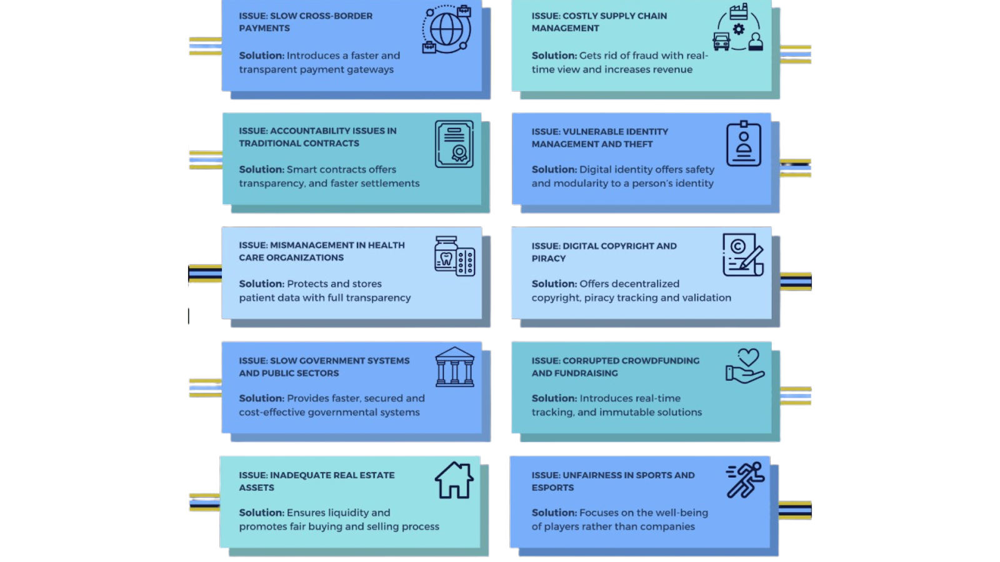 ISSUE: SLOW CROSS-BORDER
PAYMENTS
Solution: Introduces a faster and
transparent payment gateways
ISSUE: COSTLY SUPPLY CHAIN
MANAGEMENT
Solution: Gets rid of fraud with real-
time view and increases revenue
ISSUE: ACCOUNTABILITY ISSUES IN
TRADITIONAL CONTRACTS
Solution: Smart contracts offers
transparency, and faster settlements
ISSUE: VULNERABLE IDENTITY
MANAGEMENT AND THEFT
Solution: Digital identity offers safety
and modularity to a person's identity
ISSUE: MISMANAGEMENT IN HEALTH
CARE ORGANIZATIONS
Solution: Protects and stores
patient data with full transparency
ISSUE: DIGITAL COPYRIGHT AND
PIRACY
Solution: Offers decentralized
copyright, piracy tracking and validation
ISSUE: SLOW GOVERNMENT SYSTEMS
AND PUBLIC SECTORS
Solution: Provides faster, secured and
cost-effective governmental systems
ISSUE: CORRUPTED CROWDFUNDING
AND FUNDRAISING
Solution: Introduces real-time
tracking, and immutable solutions
ISSUE: INADEQUATE REAL ESTATE
ASSETS
Solution: Ensures liquidity and
promotes fair buying and selling process
ISSUE: UNFAIRNESS IN SPORTS AND
ESPORTS
Solution: Focuses on the well-being
of players rather than companies